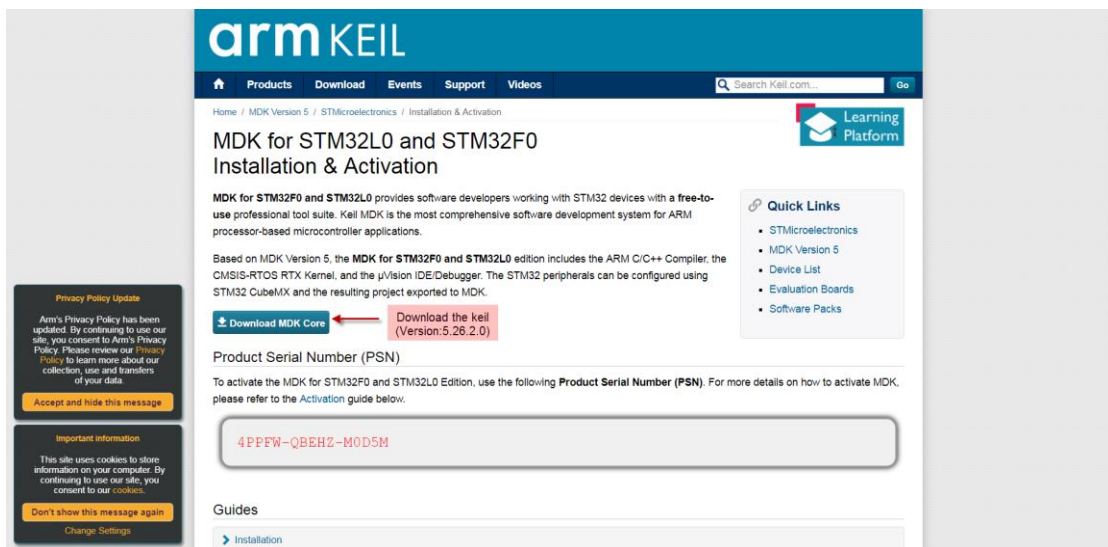 arm KEIL
Products Download Events Support Videos
Search Keil.com...
Go
Home / MDK Version 5 / STMicroelectronics / Installation & Activation
Learning
Platform
MDK for STM32L0 and STM32F0
Installation & Activation
MDK for STM32F0 and STM32L0 provides software developers working with STM32 devices with a free-to-
use professional tool suite. Keil MDK is the most comprehensive software development system for ARM
processor-based microcontroller applications.
Based on MDK Version 5, the MDK for STM32F0 and STM32L0 edition includes the ARM C/C++ Compiler, the
CMSIS-RTOS RTX Kernel, and the µVision IDE/Debugger. The STM32 peripherals can be configured using
STM32 CubeMX and the resulting project exported to MDK.
Quick Links
STMicroelectronics
MDK Version 5
Device List
Evaluation Boards
Software Packs
Download MDK Core
Download the keil
(Version:5.26.2.0)
Product Serial Number (PSN)
To activate the MDK for STM32F0 and STM32L0 Edition, use the following Product Serial Number (PSN). For more details on how to activate MDK,
please refer to the Activation guide below.
4PPFW-QBEHZ-M0D5M
Guides
Installation
Privacy Policy Update
Arm's Privacy Policy has been
updated. By continuing to use our
site, you consent to Arm's Privacy
Policy. Please review our Privacy
Policy to learn more about our
collection, use and transfers
of your data.
Accept and hide this message
Important information
This site uses cookies to store
information on your computer. By
continuing to use our site, you
consent to our cookies.
Don't show this message again
Change Settings